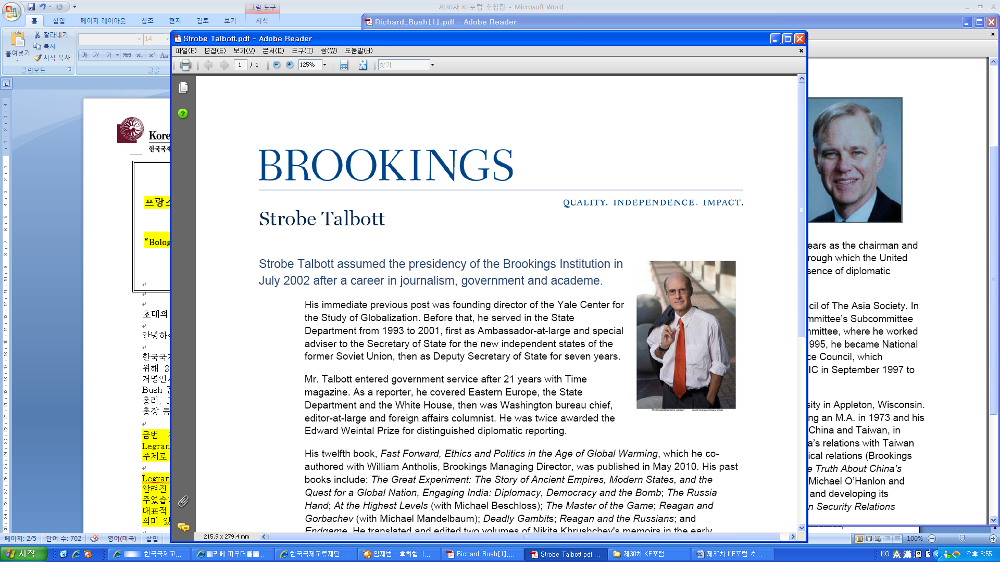 그림 도구
제30차 KF포럼 초청장 - Microsoft Word
홈 삽입 페이지 레이아웃 참조 편지 검토 보기 서식
붙여넣기
잘라내기
복사
서식 복사
클립보드
14
가 가 가 가나다 x₂ x² Aa
글꼴
Richard_Bush[1].pdf - Adobe Reader
Strobe Talbott.pdf - Adobe Reader
파일(F) 편집(E) 보기(V) 문서(D) 도구(T) 창(W) 도움말(H)
1 / 1 125% 찾기
BROOKINGS
QUALITY. INDEPENDENCE. IMPACT.
Strobe Talbott
Strobe Talbott assumed the presidency of the Brookings Institution in
July 2002 after a career in journalism, government and academe.
His immediate previous post was founding director of the Yale Center for
the Study of Globalization. Before that, he served in the State
Department from 1993 to 2001, first as Ambassador-at-large and special
adviser to the Secretary of State for the new independent states of the
former Soviet Union, then as Deputy Secretary of State for seven years.
Mr. Talbott entered government service after 21 years with Time
magazine. As a reporter, he covered Eastern Europe, the State
Department and the White House, then was Washington bureau chief,
editor-at-large and foreign affairs columnist. He was twice awarded the
Edward Weintal Prize for distinguished diplomatic reporting.
His twelfth book, Fast Forward, Ethics and Politics in the Age of Global Warming, which he co-
authored with William Antholis, Brookings Managing Director, was published in May 2010. His past
books include: The Great Experiment: The Story of Ancient Empires, Modern States, and the
Quest for a Global Nation, Engaging India: Diplomacy, Democracy and the Bomb; The Russia
Hand; At the Highest Levels (with Michael Beschloss); The Master of the Game; Reagan and
Gorbachev (with Michael Mandelbaum); Deadly Gambits; Reagan and the Russians; and
Endgame. He translated and edited two volumes of Nikita Khrushchev's memoirs in the early
215.9 x 279.4 mm
Kore
한국국제
프랑스
“Bolog
초대의
안녕하
한국국제
위해 2
저명인사
Bush 전
총리, J
총장 등
금번
Legran
주제로
Legran
알려진
주었습니
대표적
의미 있
ears as the chairman and
rough which the United
sence of diplomatic
cil of The Asia Society. In
mmittee’s Subcommittee
mmittee, where he worked
995, he became National
ce Council, which
IC in September 1997 to
sity in Appleton, Wisconsin.
ng an M.A. in 1973 and his
China and Taiwan, in
a’s relations with Taiwan
ical relations (Brookings
e Truth About China’s
Michael O’Hanlon and
and developing its
n Security Relations
페이지: 2/5 단어 수: 702 영어(미국) 삽입
100%
시작
한국국제교...
카페 파우더룸 ...
한국국제교류재단 ...
임재범 - 후회합니...
Richard_Bush[1]....
Strobe Talbott.pdf ...
제30차 KF포럼
제30차 KF포럼 초...
KO 漢 오후 3:55